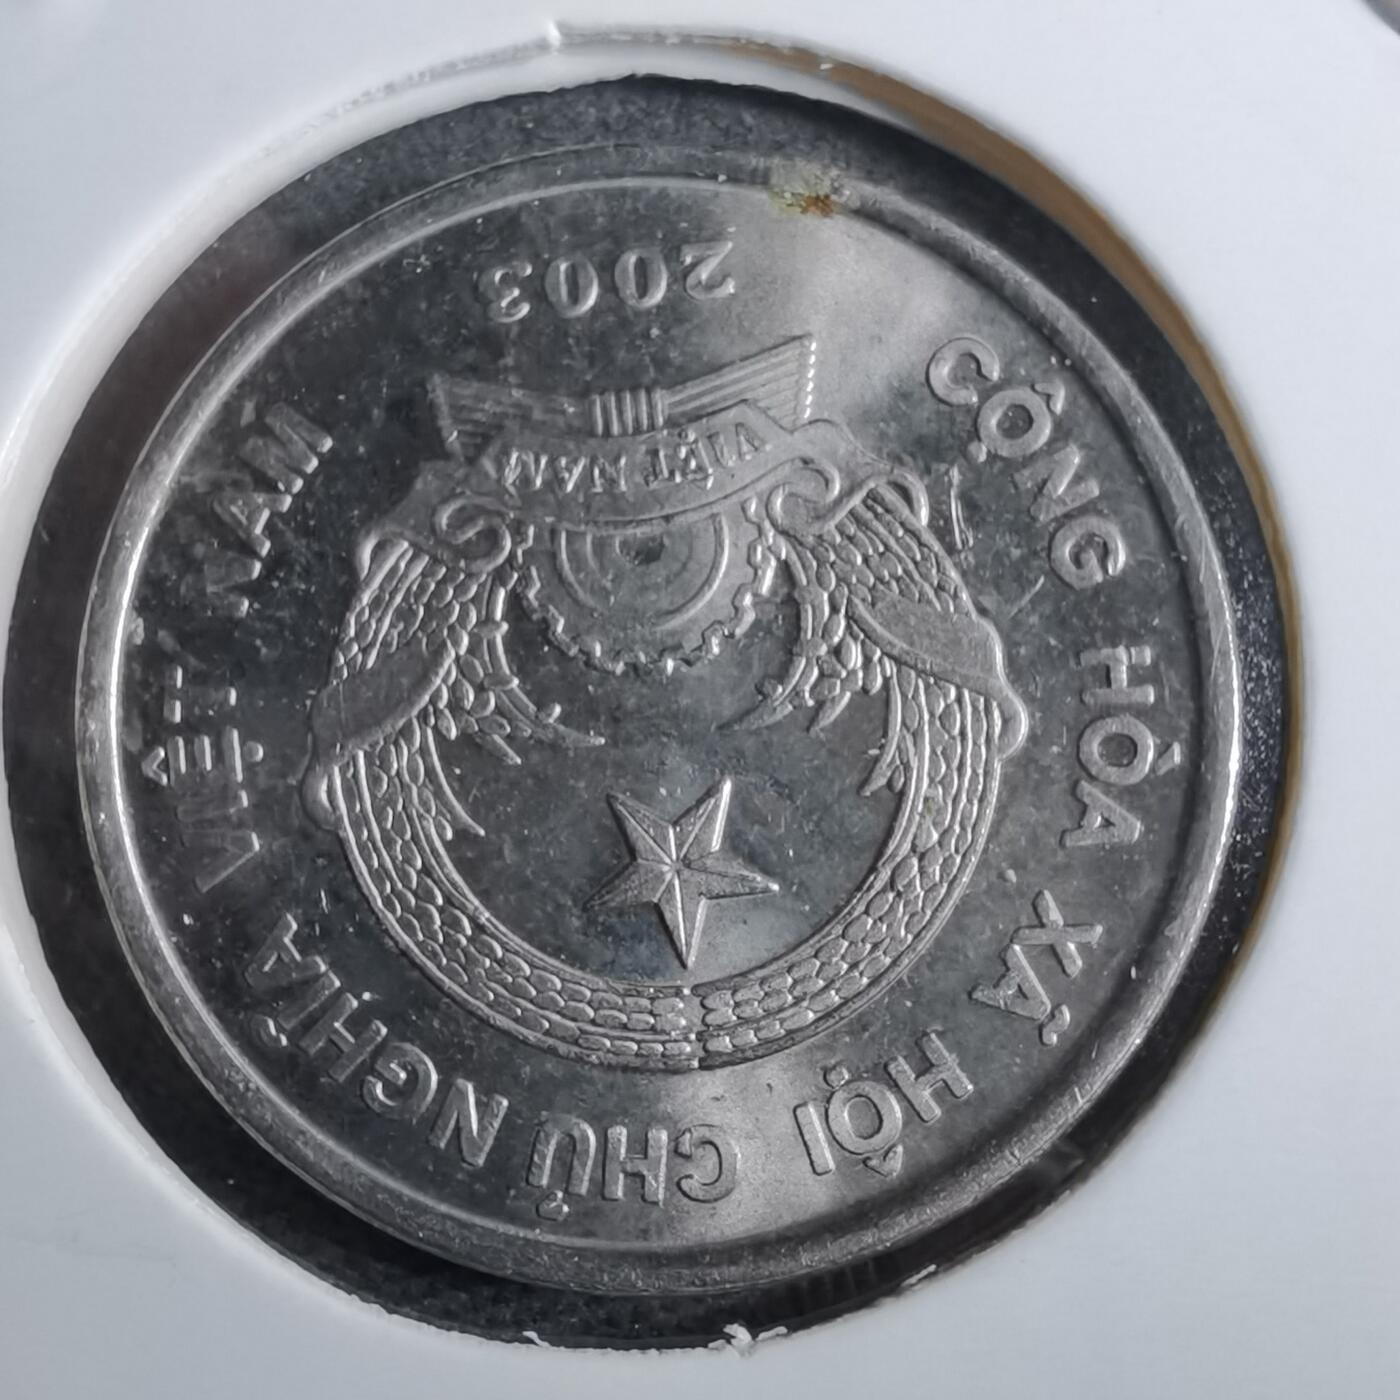 CỘNG HÒA XÃ HỘI CHỦ NGHĨA VIỆT NAM
VIỆT NAM
2003